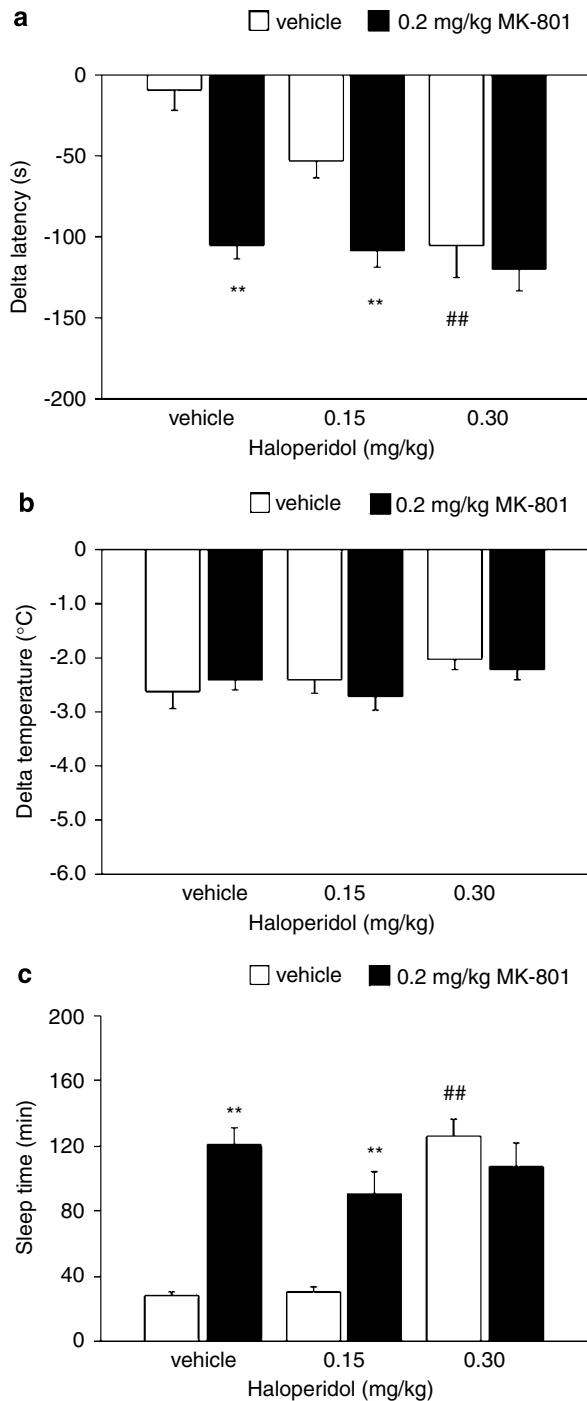 a
vehicle 0.2 mg/kg MK-801
0
-50
-100
-150
-200
Delta latency (s)
** ** ##
vehicle 0.15 0.30
Haloperidol (mg/kg)
b
vehicle 0.2 mg/kg MK-801
0
-1.0
-2.0
-3.0
-4.0
-5.0
-6.0
Delta temperature (°C)
vehicle 0.15 0.30
Haloperidol (mg/kg)
c
vehicle 0.2 mg/kg MK-801
200
160
120
80
40
0
Sleep time (min)
** ** ##
vehicle 0.15 0.30
Haloperidol (mg/kg)